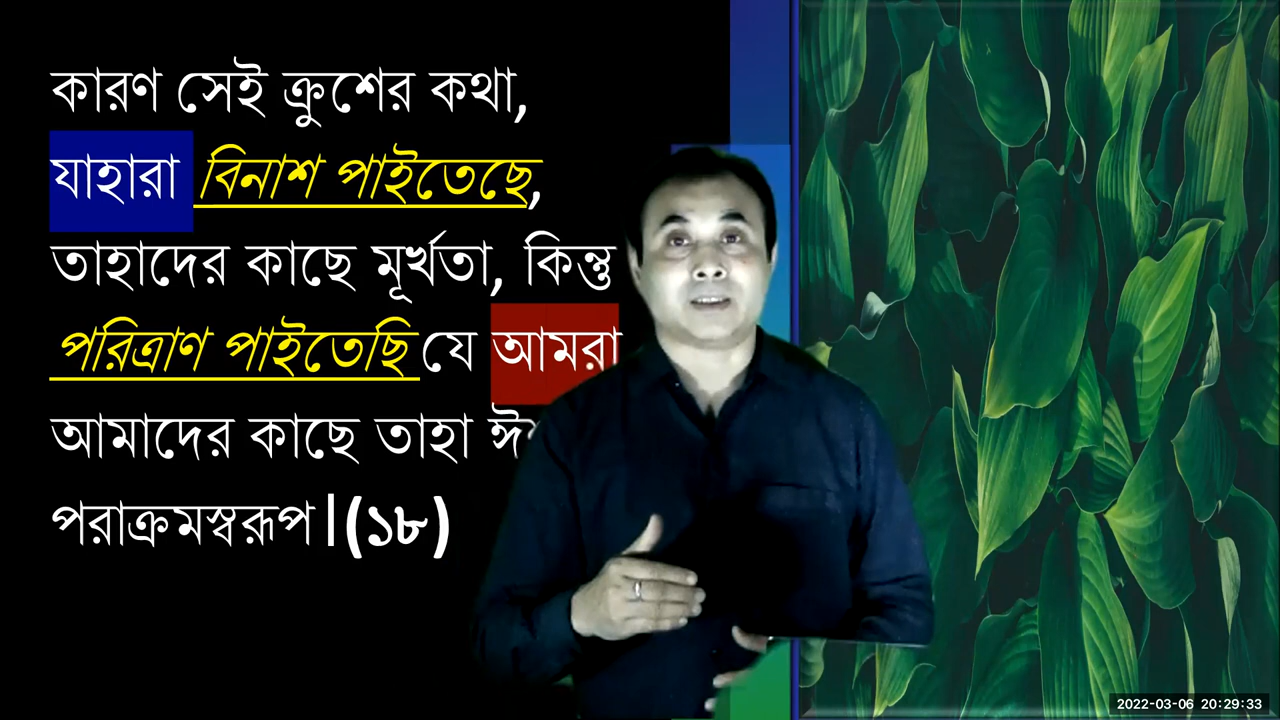 কারণ সেই ক্রুশের কথা,
যাহারা বিনাশ পাইতেছে,
তাহাদের কাছে মূর্খতা, কিন্তু
পরিত্রাণ পাইতেছি যে আমরা
আমাদের কাছে তাহা
পরাক্রমস্বরূপ।(১৮)
2022-03-06 20:29:33